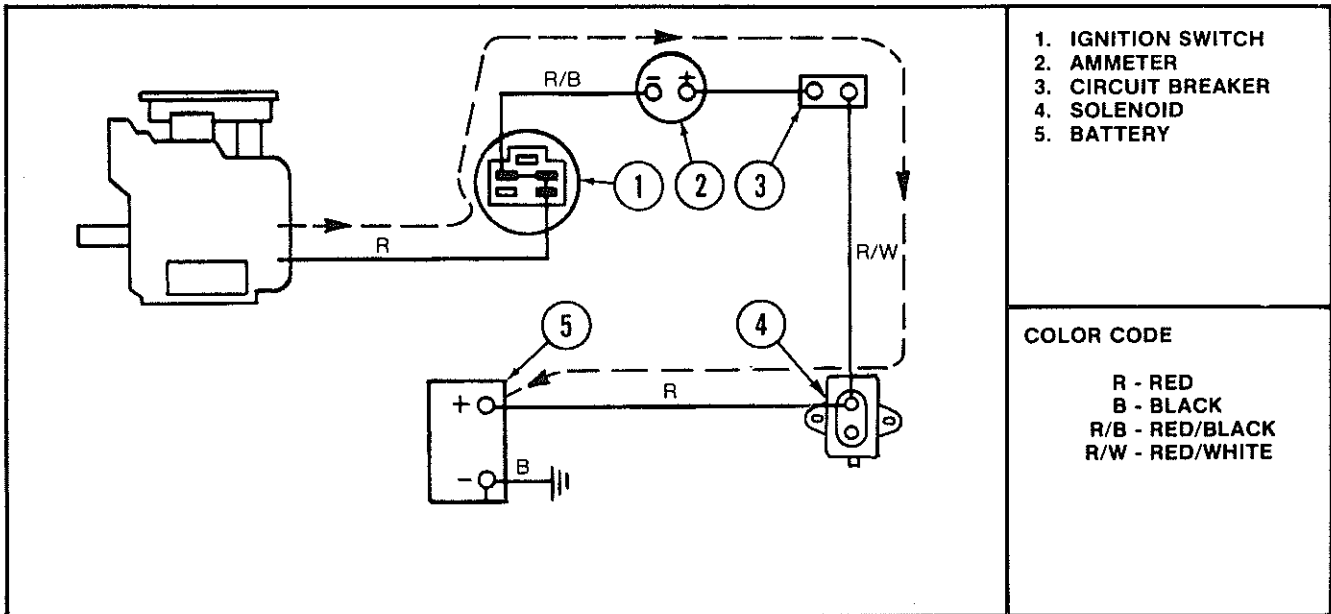 1. IGNITION SWITCH
2. AMMETER
3. CIRCUIT BREAKER
4. SOLENOID
5. BATTERY
COLOR CODE
R - RED
B - BLACK
R/B - RED/BLACK
R/W - RED/WHITE
R/B
- +
1
2
3
R
R/W
5
4
+
R
-
B